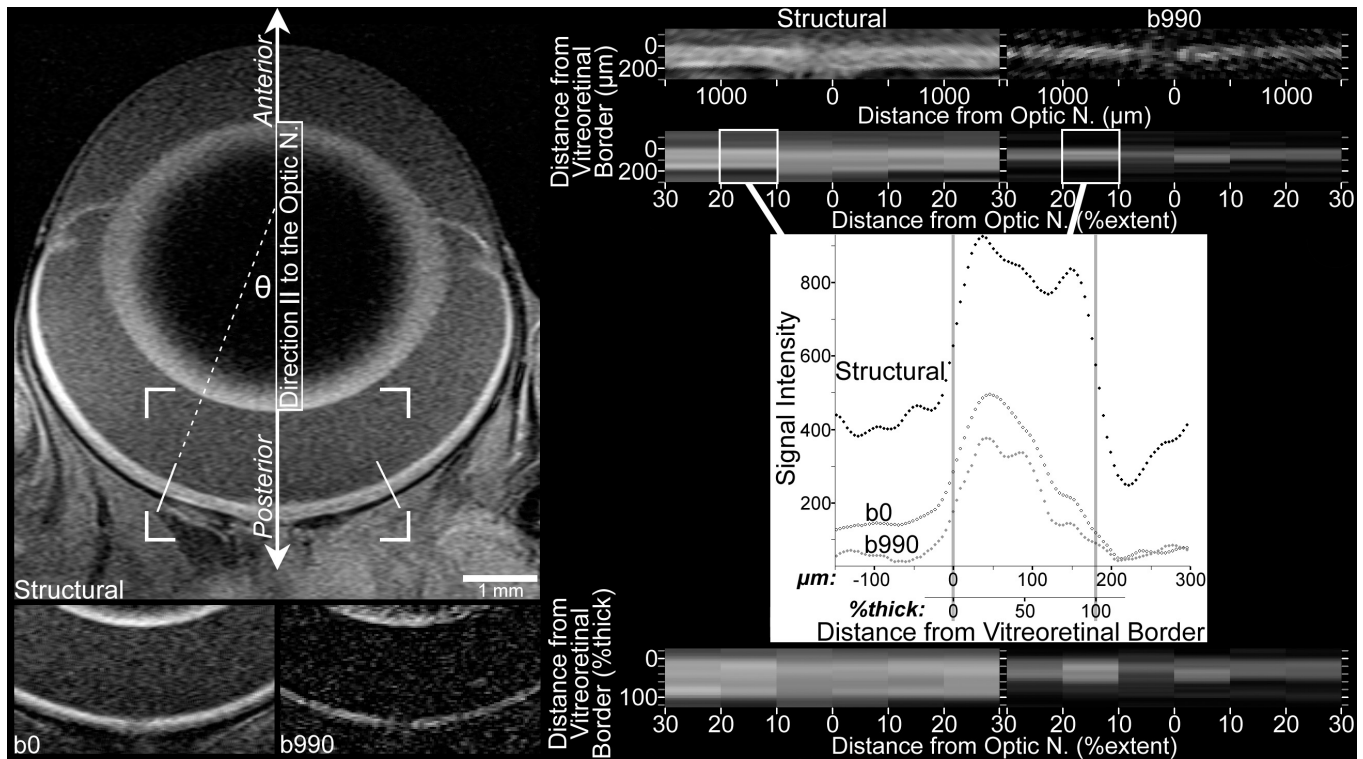 Anterior
Direction II to the Optic N.
θ
Posterior
Structural
1 mm
b0
b990
Structural
b990
Distance from
Vitreoretinal
Border (µm)
0
200
1000 0 1000
1000 0 1000
Distance from Optic N. (µm)
0
200
30 20 10 0 10 20 30
20 10 0 10 20 30
Distance from Optic N. (%extent)
Signal Intensity
800
600
400
200
Structural
b0
b990
µm: -100 0 100 200 300
%thick: 0 50 100
Distance from Vitreoretinal Border
Distance from
Vitreoretinal
Border (%thick)
0
100
30 20 10 0 10 20 30
20 10 0 10 20 30
Distance from Optic N. (%extent)